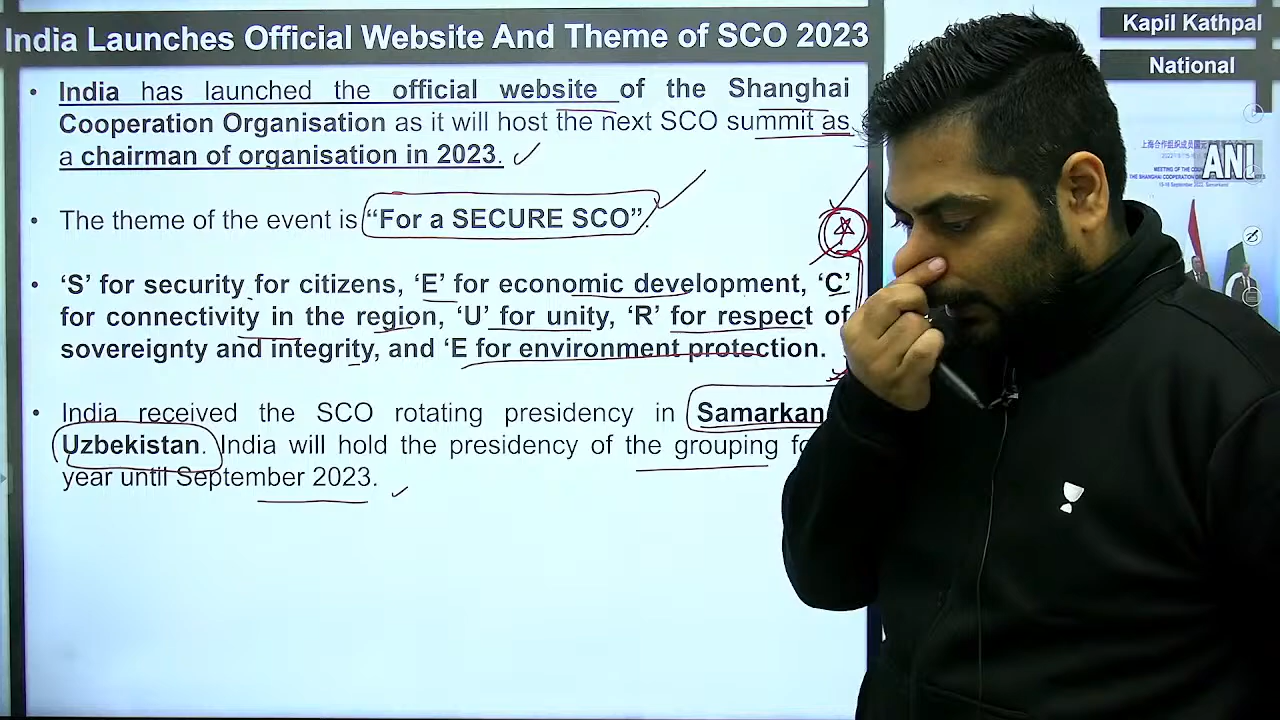 India Launches Official Website And Theme of SCO 2023
Kapil Kathpal
National
• India has launched the official website of the Shanghai
Cooperation Organisation as it will host the next SCO summit as
a chairman of organisation in 2023.
• The theme of the event is “For a SECURE SCO”.
• ‘S’ for security for citizens, ‘E’ for economic development, ‘C’
for connectivity in the region, ‘U’ for unity, ‘R’ for respect of
sovereignty and integrity, and ‘E for environment protection.
• India received the SCO rotating presidency in Samarkan
Uzbekistan. India will hold the presidency of the grouping
year until September 2023.
ANI